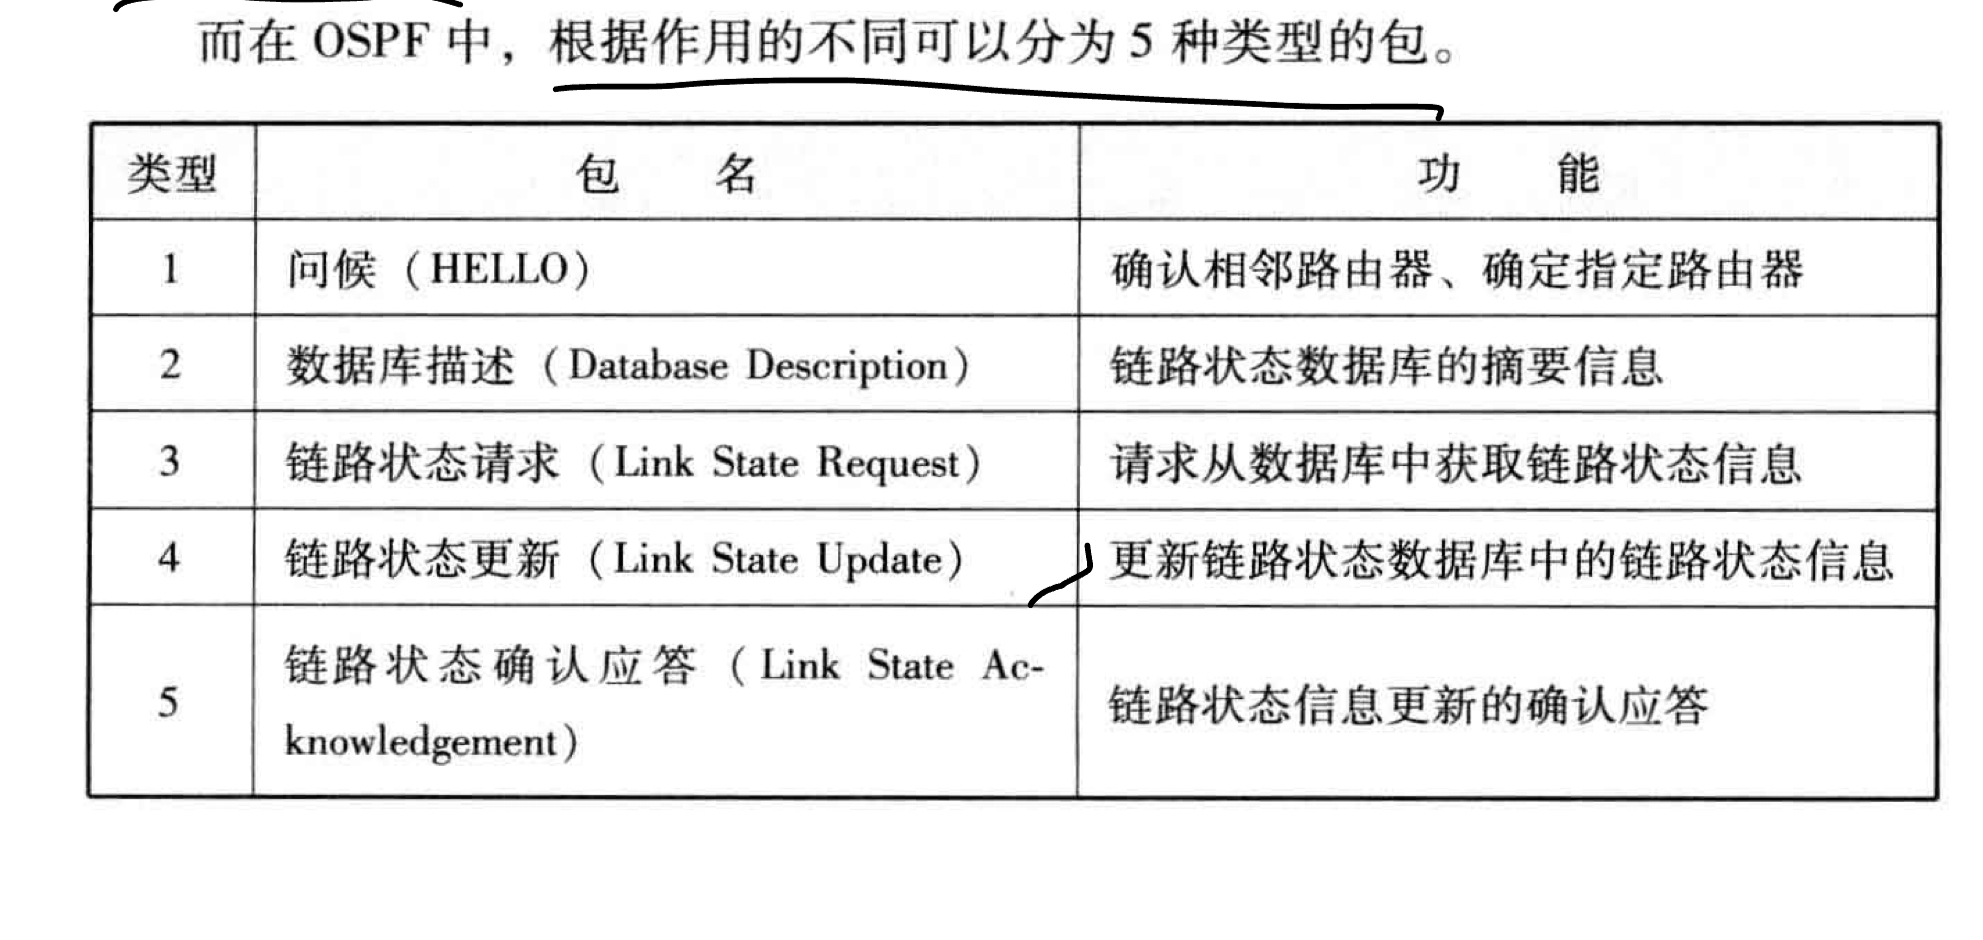 而在 OSPF 中，根据作用的不同可以分为 5 种类型的包。
类型 包 名 功 能
1 问候（HELLO） 确认相邻路由器、确定指定路由器
2 数据库描述（Database Description） 链路状态数据库的摘要信息
3 链路状态请求（Link State Request） 请求从数据库中获取链路状态信息
4 链路状态更新（Link State Update） 更新链路状态数据库中的链路状态信息
5 链路状态确认应答（Link State Ac-
knowledgement） 链路状态信息更新的确认应答